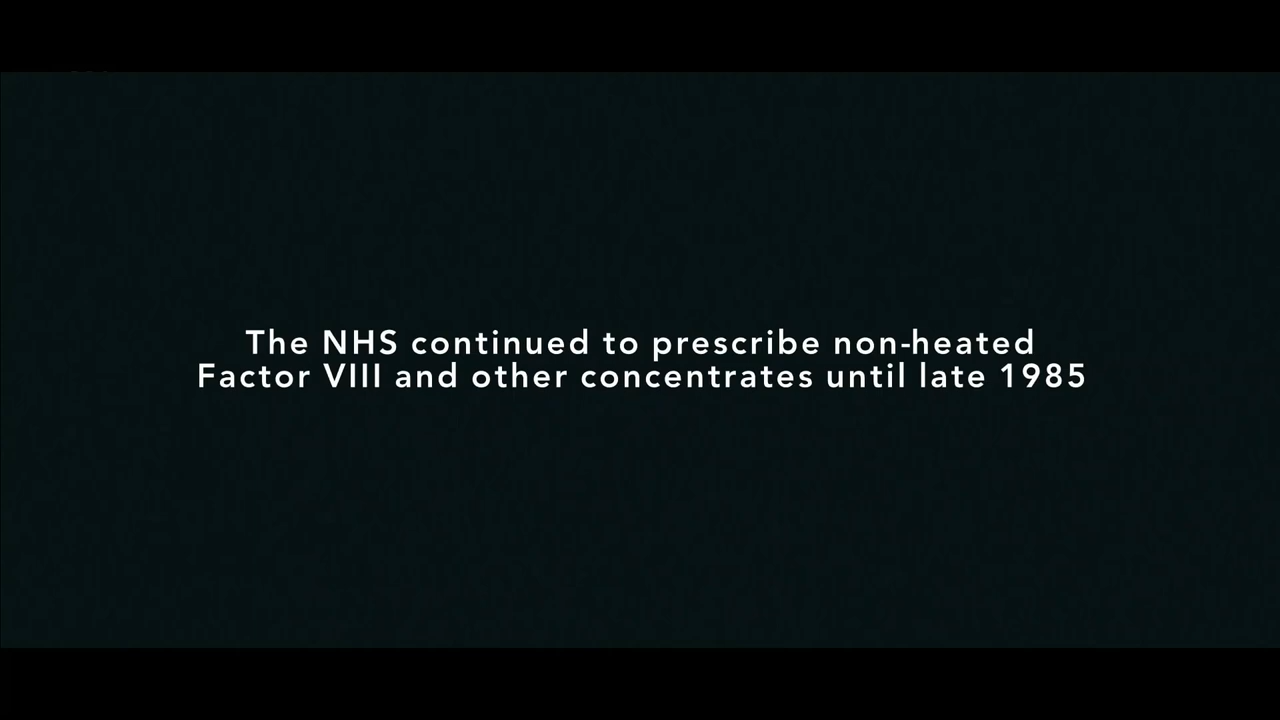 The NHS continued to prescribe non-heated
Factor VIII and other concentrates until late 1985